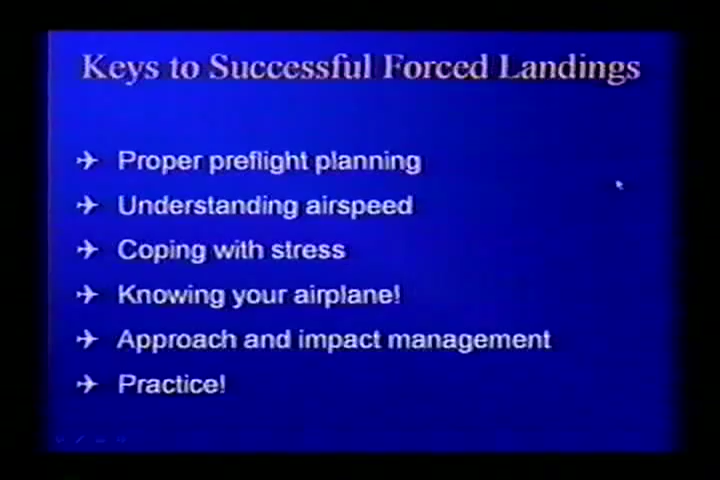 Keys to Successful Forced Landings
Proper preflight planning
Understanding airspeed
Coping with stress
Knowing your airplane!
Approach and impact management
Practice!